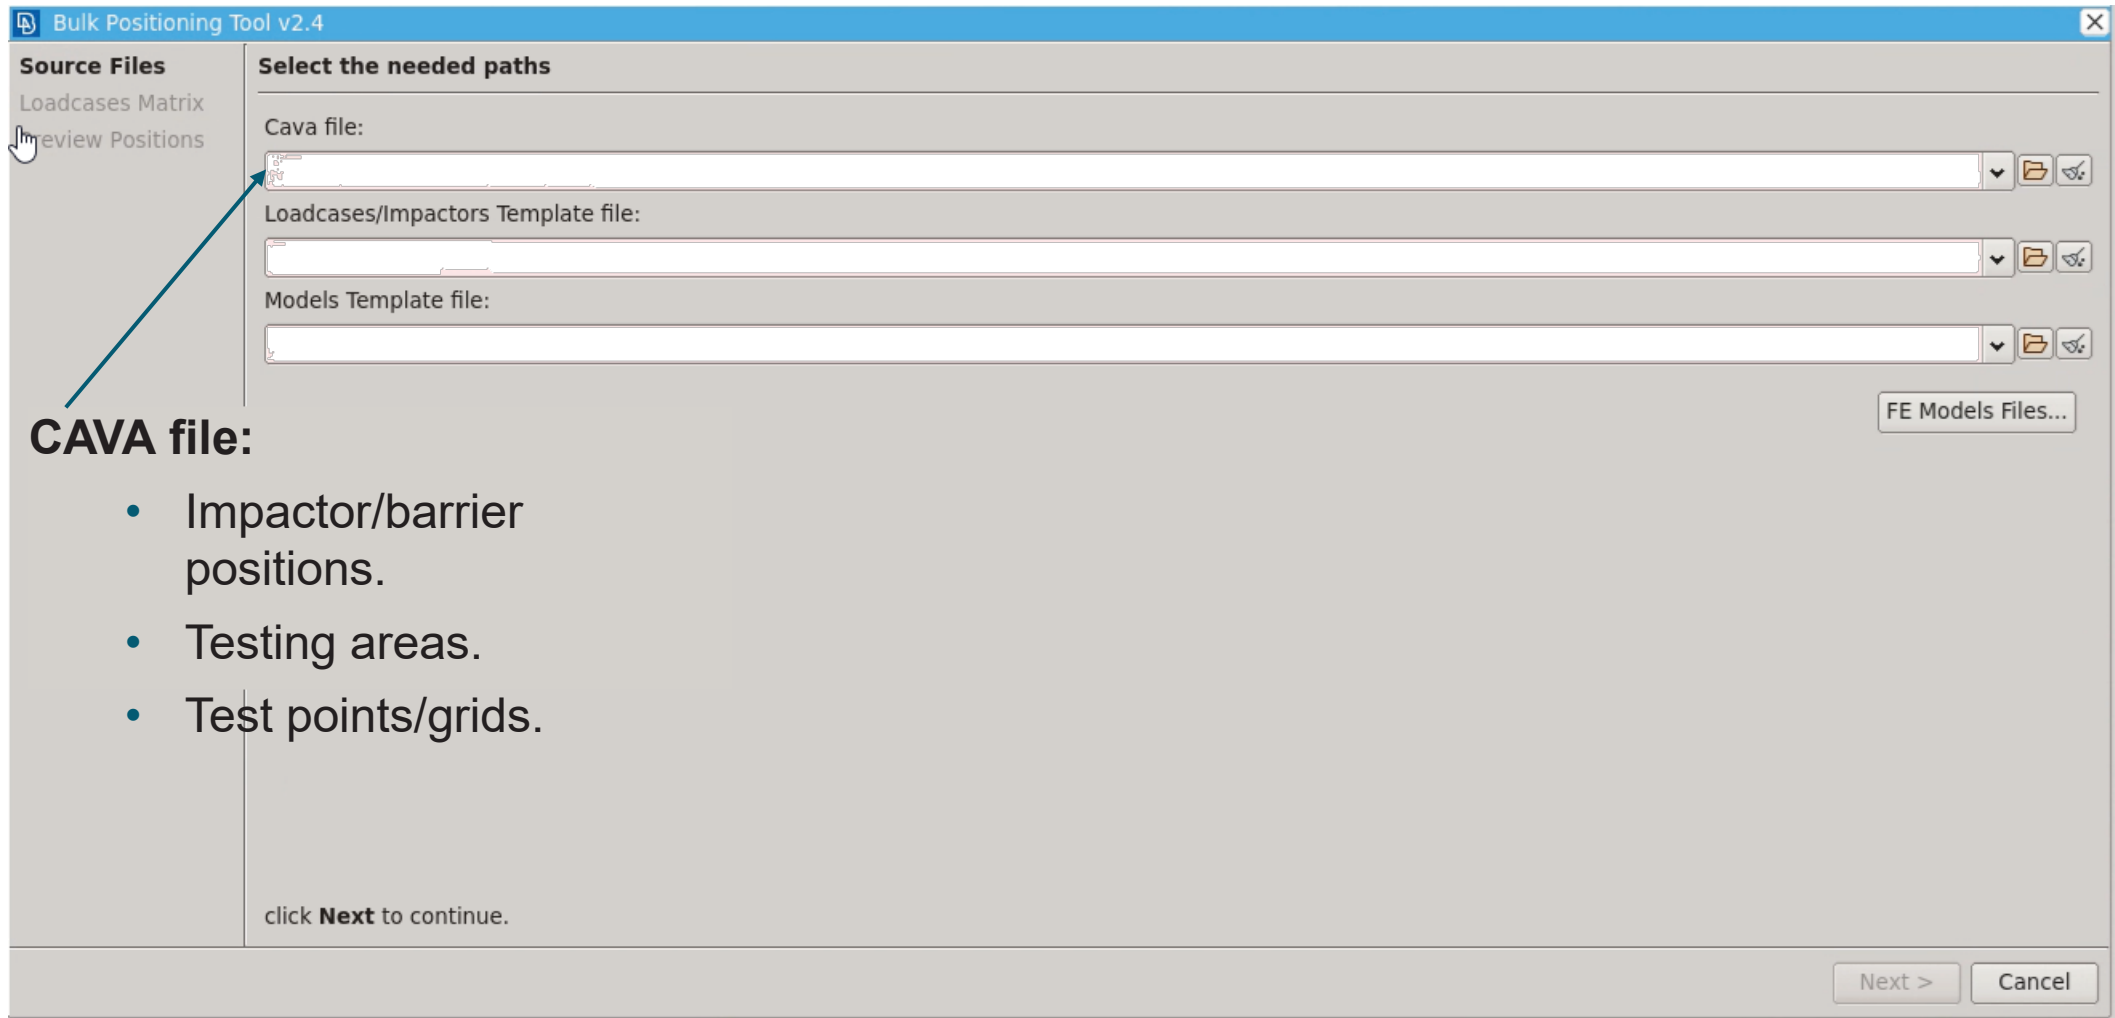 Bulk Positioning Tool v2.4
Source Files
Loadcases Matrix
Preview Positions
Select the needed paths
Cava file:
Loadcases/Impactors Template file:
Models Template file:
FE Models Files...
CAVA file:
• Impactor/barrier
positions.
• Testing areas.
• Test points/grids.
click Next to continue.
Next >
Cancel